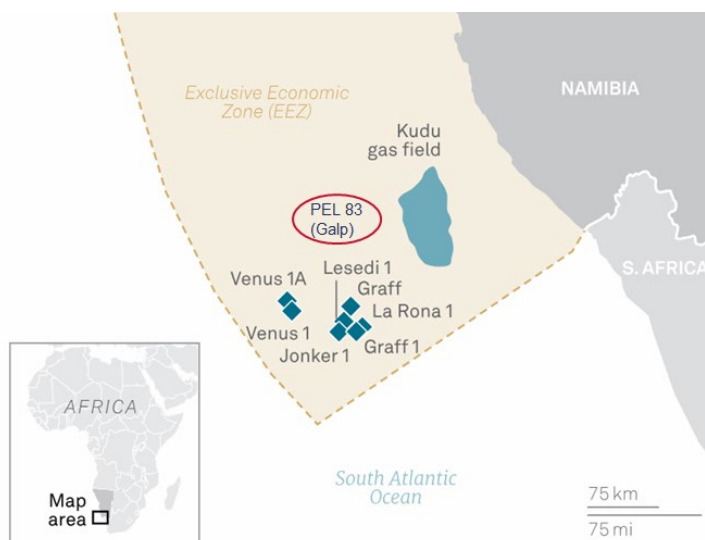 Exclusive Economic
Zone (EEZ)
NAMIBIA
Kudu
gas field
PEL 83
(Galp)
S. AFRICA
Lesedi 1
Venus 1A
Graff
La Rona 1
Venus 1
Jonker 1
Graff 1
AFRICA
Map
area
South Atlantic
Ocean
75 km
75 mi